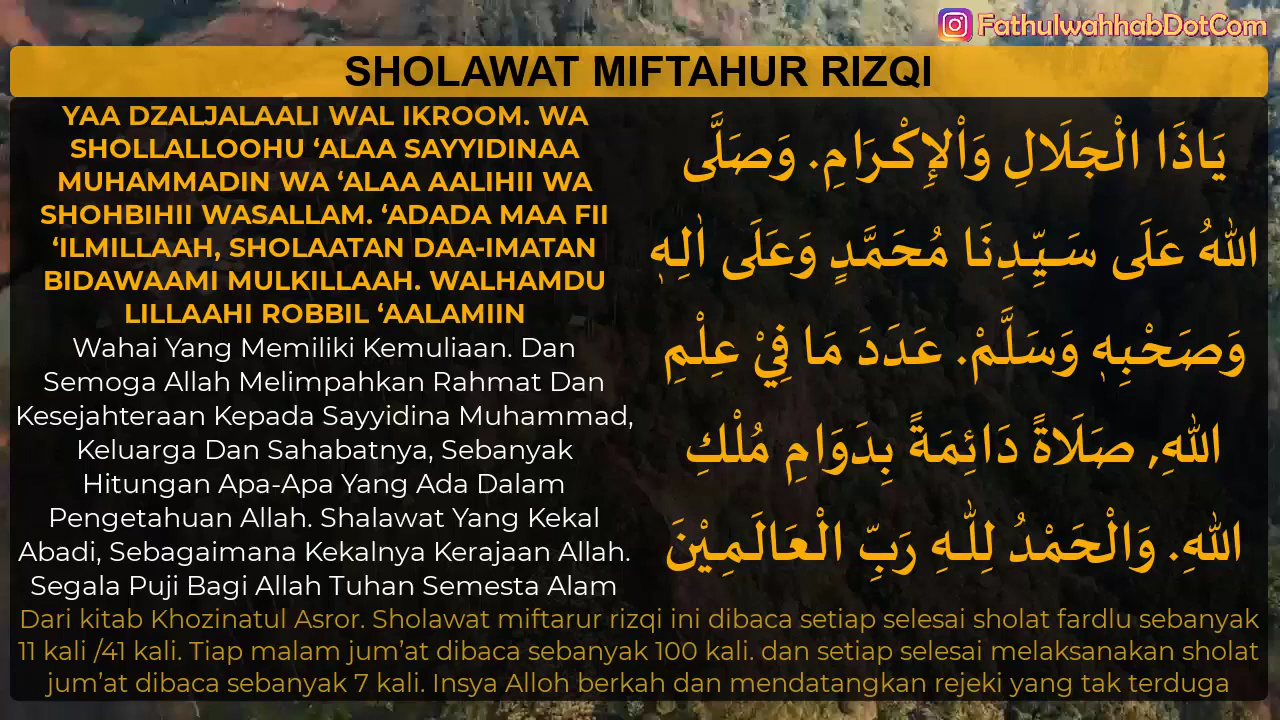 FathulwahhabDotCom
SHOLAWAT MIFTAHUR RIZQI
YAA DZALJALAALI WAL IKROOM. WA
SHOLLALLOOHU ‘ALAA SAYYIDINAA
MUHAMMADIN WA ‘ALAA AALIHII WA
SHOHBIHII WASALLAM. ‘ADADA MAA FII
‘ILMILLAAH, SHOLAATAN DAA-IMATAN
BIDAWAAMI MULKILLAAH. WALHAMDU
LILLAAHI ROBBIL ‘AALAMIIN
Wahai Yang Memiliki Kemuliaan. Dan
Semoga Allah Melimpahkan Rahmat Dan
Kesejahteraan Kepada Sayyidina Muhammad,
Keluarga Dan Sahabatnya, Sebanyak
Hitungan Apa-Apa Yang Ada Dalam
Pengetahuan Allah. Shalawat Yang Kekal
Abadi, Sebagaimana Kekalnya Kerajaan Allah.
Segala Puji Bagi Allah Tuhan Semesta Alam
يَاذَا الْجَلَالِ وَاْلإِكْرَامِ. وَصَلَّى
اللهُ عَلَى سَيِّدِنَا مُحَمَّدٍ وَعَلَى اٰلِهٖ
وَصَحْبِهٖ وَسَلَّمْ. عَدَدَ مَا فِيْ عِلْمِ
اللهِ, صَلَاةً دَائِمَةً بِدَوَامِ مُلْكِ
اللهِ. وَالْحَمْدُ لِلّٰهِ رَبِّ الْعَالَمِيْنَ
Dari kitab Khozinatul Asror. Sholawat miftarur rizqi ini dibaca setiap selesai sholat fardlu sebanyak
11 kali /41 kali. Tiap malam jum’at dibaca sebanyak 100 kali. dan setiap selesai melaksanakan sholat
jum’at dibaca sebanyak 7 kali. Insya Alloh berkah dan mendatangkan rejeki yang tak terduga